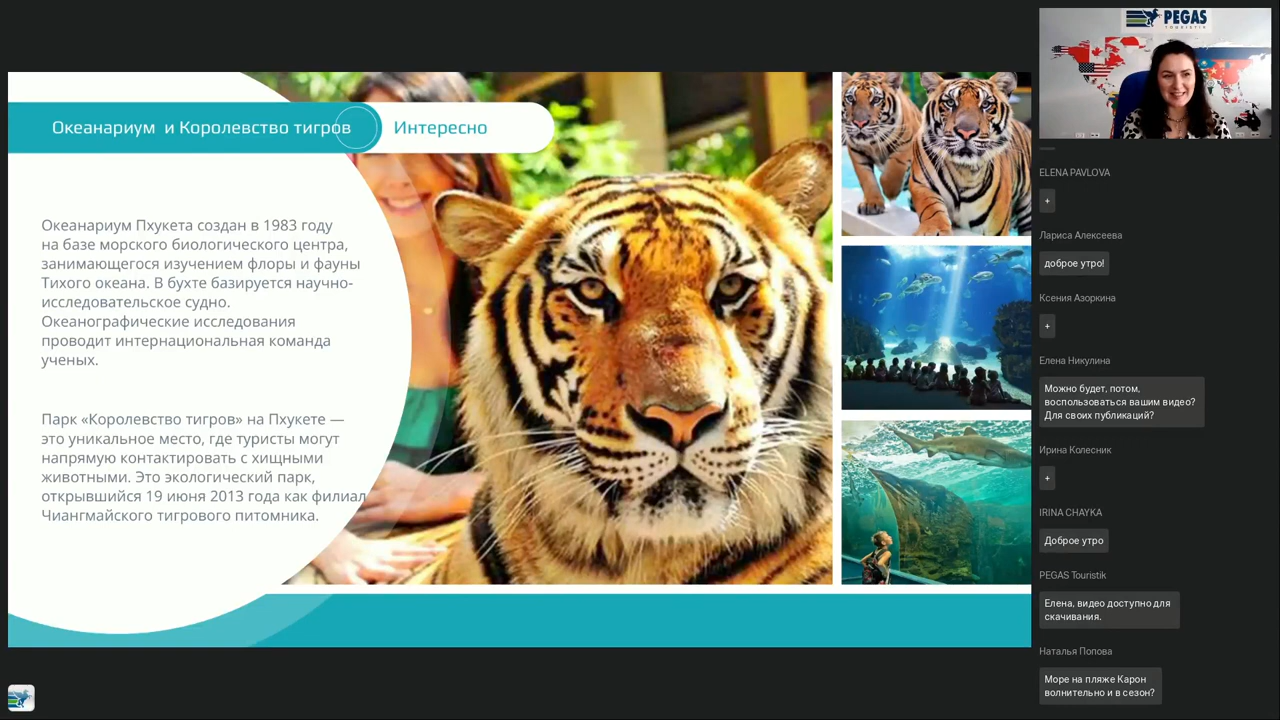 Океанариум и Королевство тигров
Интересно
Океанариум Пхукета создан в 1983 году
на базе морского биологического центра,
занимающегося изучением флоры и фауны
Тихого океана. В бухте базируется научно-
исследовательское судно.
Океанографические исследования
проводит интернациональная команда
ученых.
Парк «Королевство тигров» на Пхукете —
это уникальное место, где туристы могут
напрямую контактировать с хищными
животными. Это экологический парк,
открывшийся 19 июня 2013 года как филиал
Чиангмайского тигрового питомника.
PEGAS
TOURISTIK
ELENA PAVLOVA
+
Лариса Алексеева
доброе утро!
Ксения Азоркина
+
Елена Никулина
Можно будет, потом,
воспользоваться вашим видео?
Для своих публикаций?
Ирина Колесник
+
IRINA CHAYKA
Доброе утро
PEGAS Touristik
Елена, видео доступно для
скачивания.
Наталья Попова
Море на пляже Карон
волнительно и в сезон?